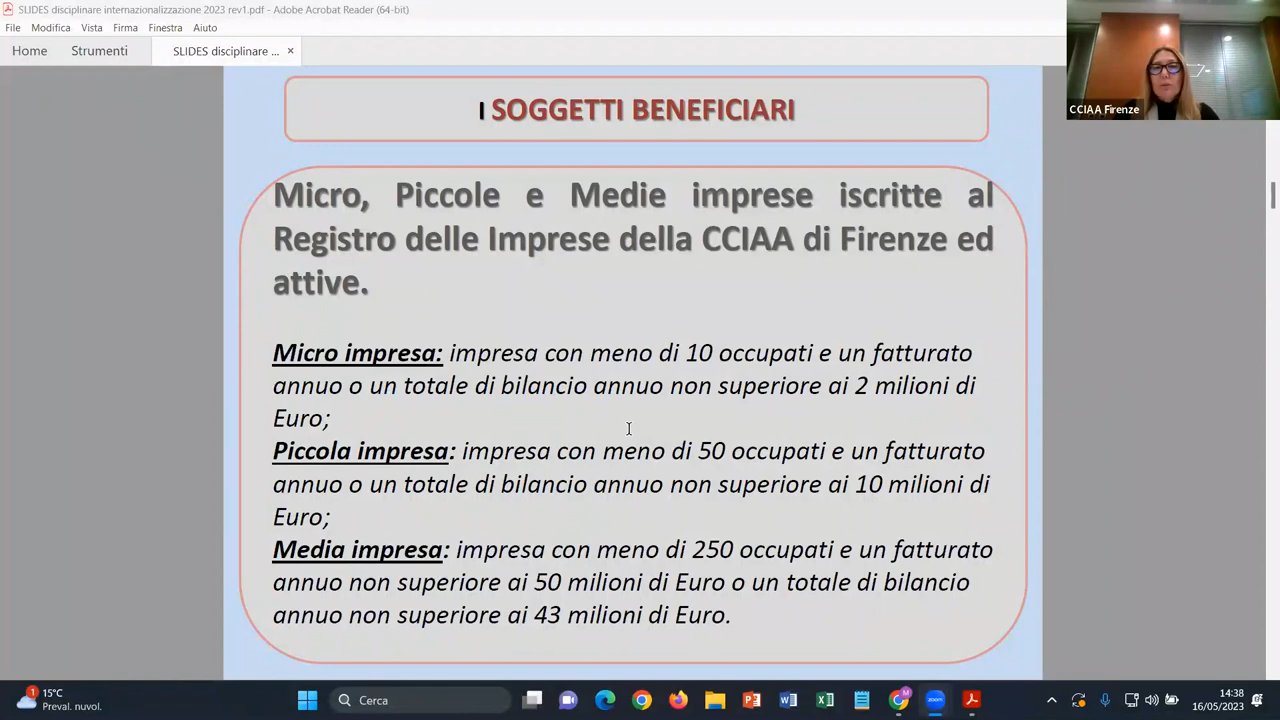 SLIDES disciplinare internazionalizzazione 2023 rev1.pdf - Adobe Acrobat Reader (64-bit)
File Modifica Vista Firma Finestra Aiuto
Home Strumenti SLIDES disciplinare ... ×
CCIAA Firenze
I SOGGETTI BENEFICIARI
Micro, Piccole e Medie imprese iscritte al
Registro delle Imprese della CCIAA di Firenze ed
attive.
Micro impresa: impresa con meno di 10 occupati e un fatturato
annuo o un totale di bilancio annuo non superiore ai 2 milioni di
Euro;
Piccola impresa: impresa con meno di 50 occupati e un fatturato
annuo o un totale di bilancio annuo non superiore ai 10 milioni di
Euro;
Media impresa: impresa con meno di 250 occupati e un fatturato
annuo non superiore ai 50 milioni di Euro o un totale di bilancio
annuo non superiore ai 43 milioni di Euro.
1
15°C
Preval. nuvol.
Cerca
M
zoom
14:38
16/05/2023